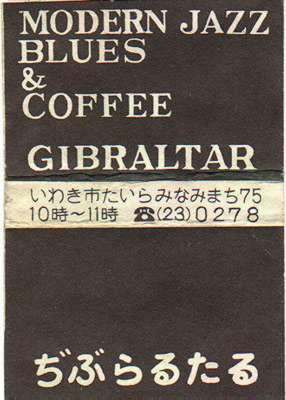 MODERN JAZZ
BLUES
&
COFFEE
GIBRALTAR
いわき市たいらみなみまち75
10時～11時 ☎(23)0278
ぢぶらるたる